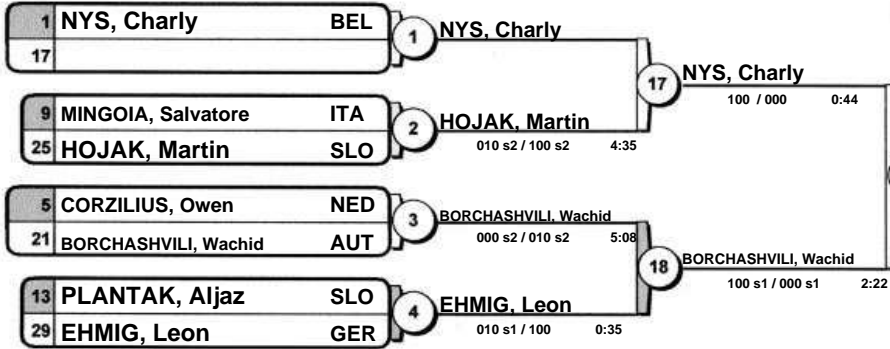 1 NYS, Charly BEL
17
1 NYS, Charly
9 MINGOIA, Salvatore ITA
25 HOJAK, Martin SLO
2 HOJAK, Martin
010 s2 / 100 s2 4:35
17 NYS, Charly
100 / 000 0:44
5 CORZILIUS, Owen NED
21 BORCHASHVILI, Wachid AUT
3 BORCHASHVILI, Wachid
000 s2 / 010 s2 5:08
13 PLANTAK, Aljaz SLO
29 EHMIG, Leon GER
4 EHMIG, Leon
010 s1 / 100 0:35
18 BORCHASHVILI, Wachid
100 s1 / 000 s1 2:22